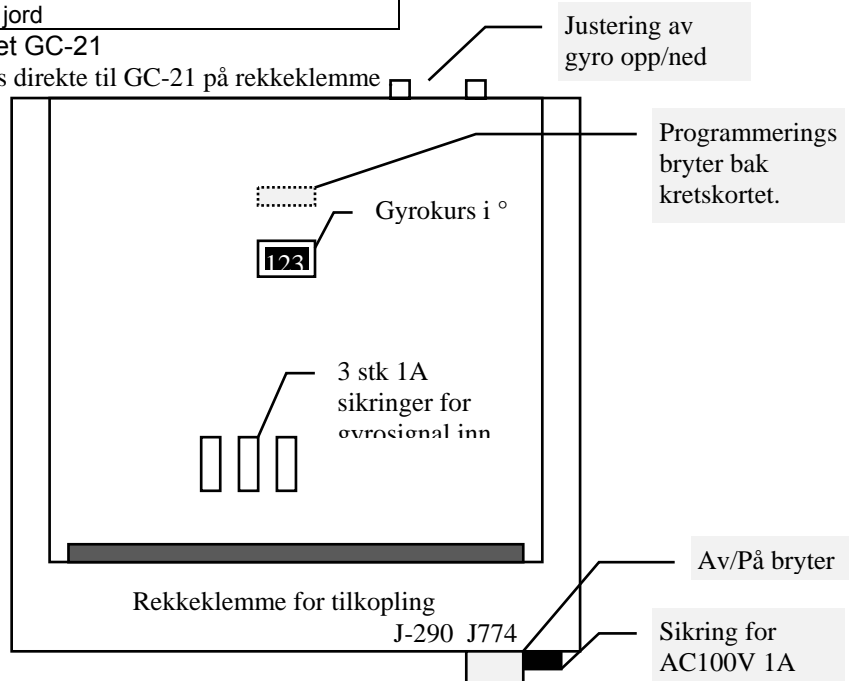 jord
et GC-21
s direkte til GC-21 på rekkeklemme
Justering av
gyro opp/ned
Programmerings
bryter bak
kretskortet.
Gyrokurs i °
123
3 stk 1A
sikringer for
gyrosignal inn
Av/På bryter
Rekkeklemme for tilkopling
J-290 J774
Sikring for
AC100V 1A